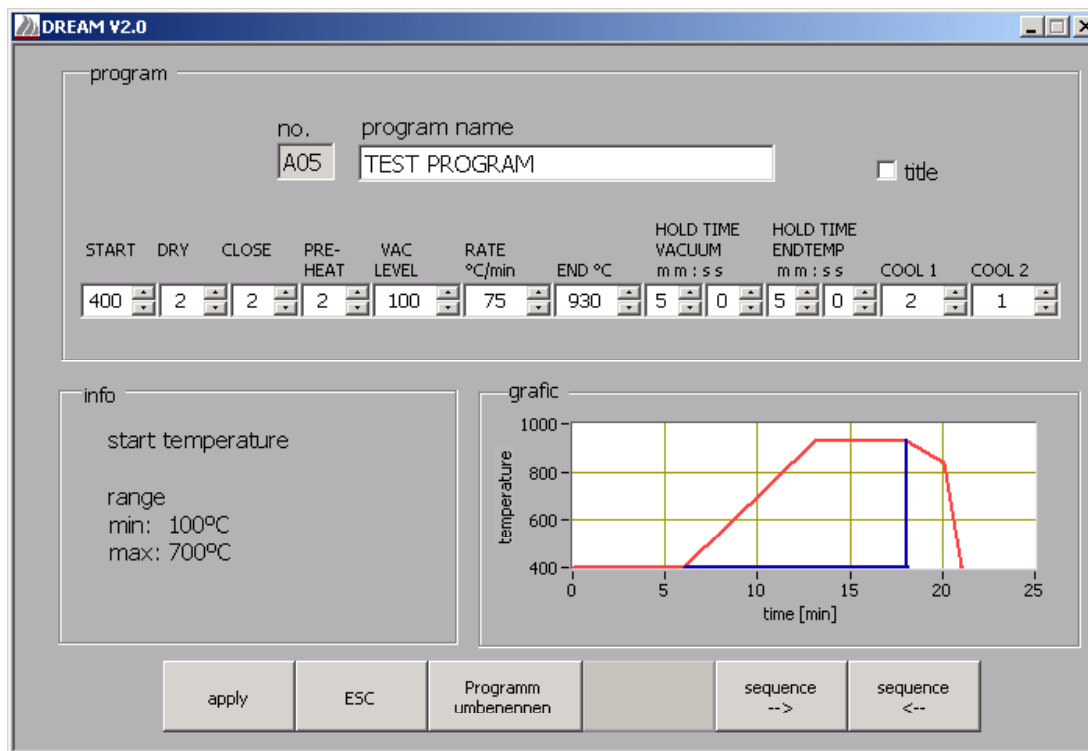 DREAM V2.0
program
no.
program name
A05
TEST PROGRAM
title
START
DRY
CLOSE
PRE-
HEAT
VAC
LEVEL
RATE
°C/min
END °C
HOLD TIME
VACUUM
m m : s s
HOLD TIME
ENDTEMP
m m : s s
COOL 1
COOL 2
400 2 2 2 100 75 930 5 0 5 0 2 1
info
start temperature
range
min: 100ºC
max: 700ºC
grafic
temperature
1000
800
600
400
0 5 10 15 20 25
time [min]
apply
ESC
Programm
umbenennen
sequence
-->
sequence
<--